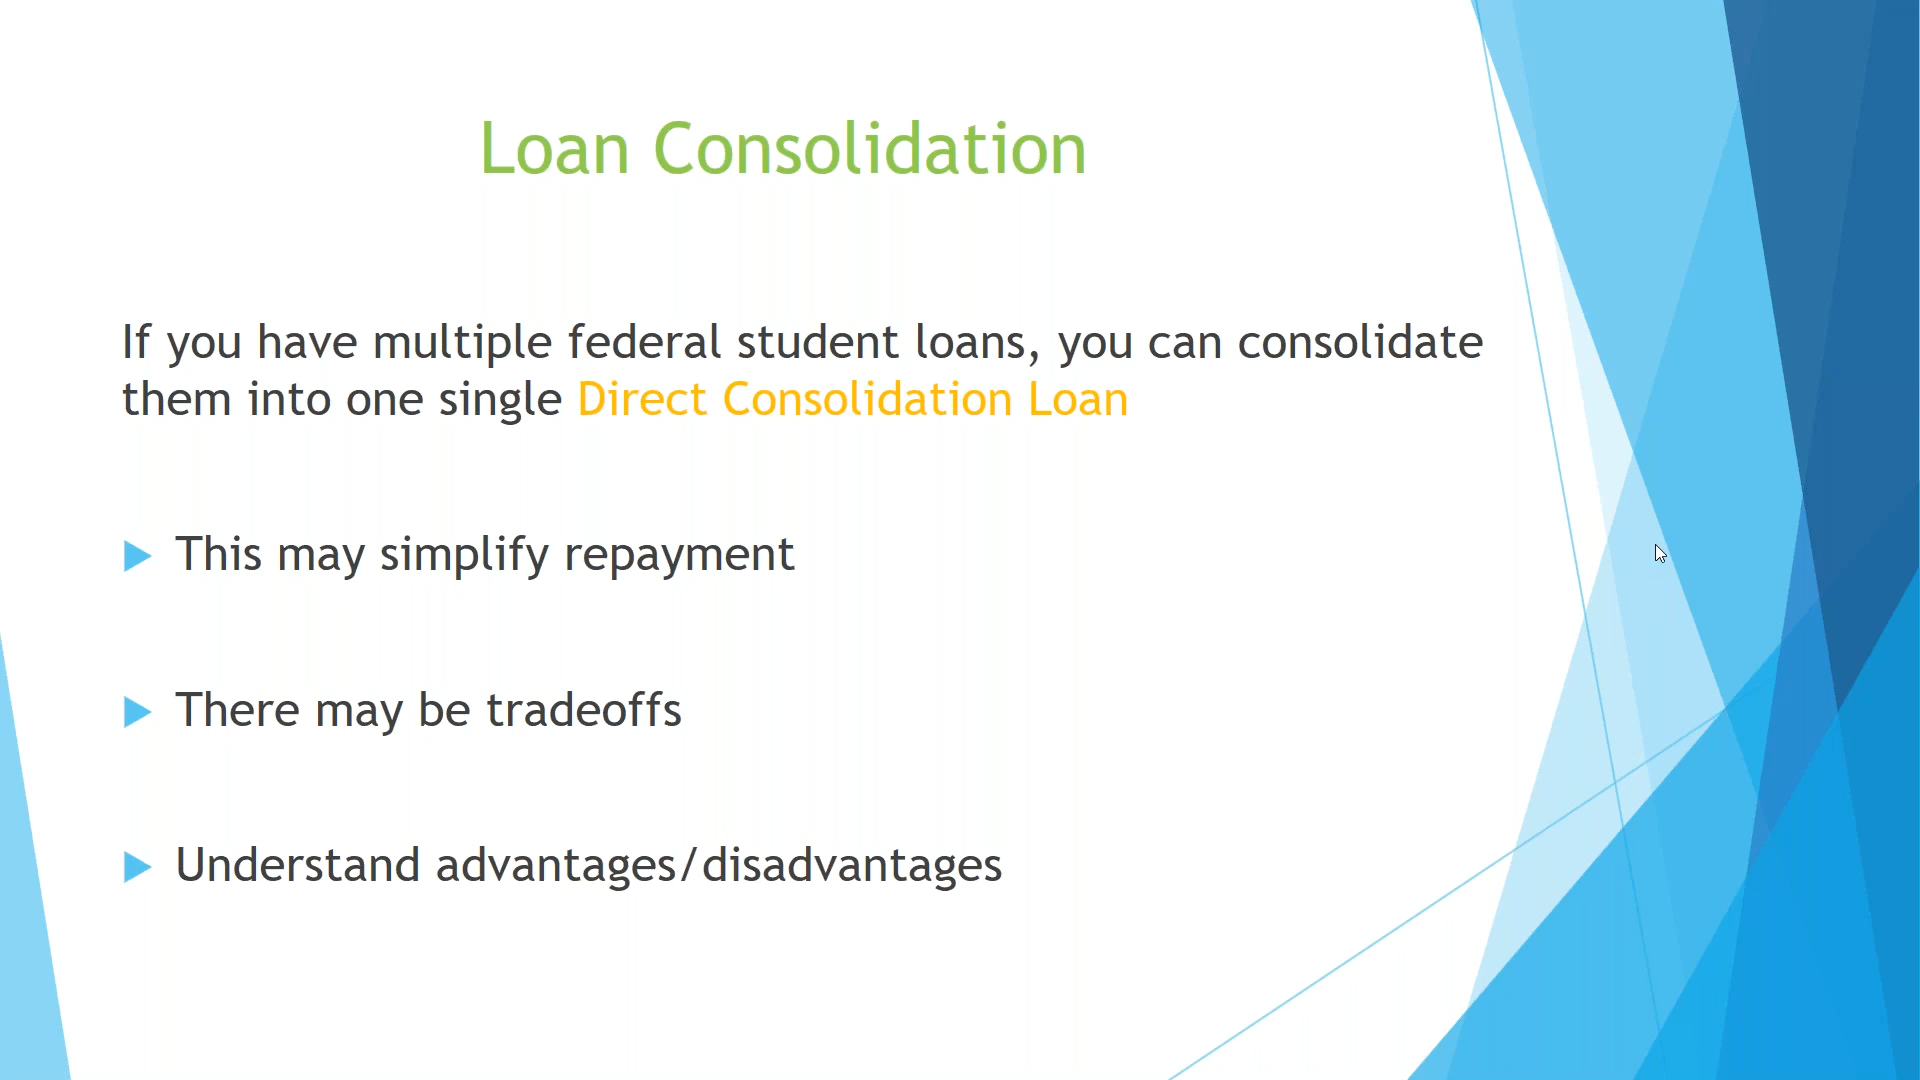 Loan Consolidation
If you have multiple federal student loans, you can consolidate
them into one single Direct Consolidation Loan
This may simplify repayment
There may be tradeoffs
Understand advantages/disadvantages